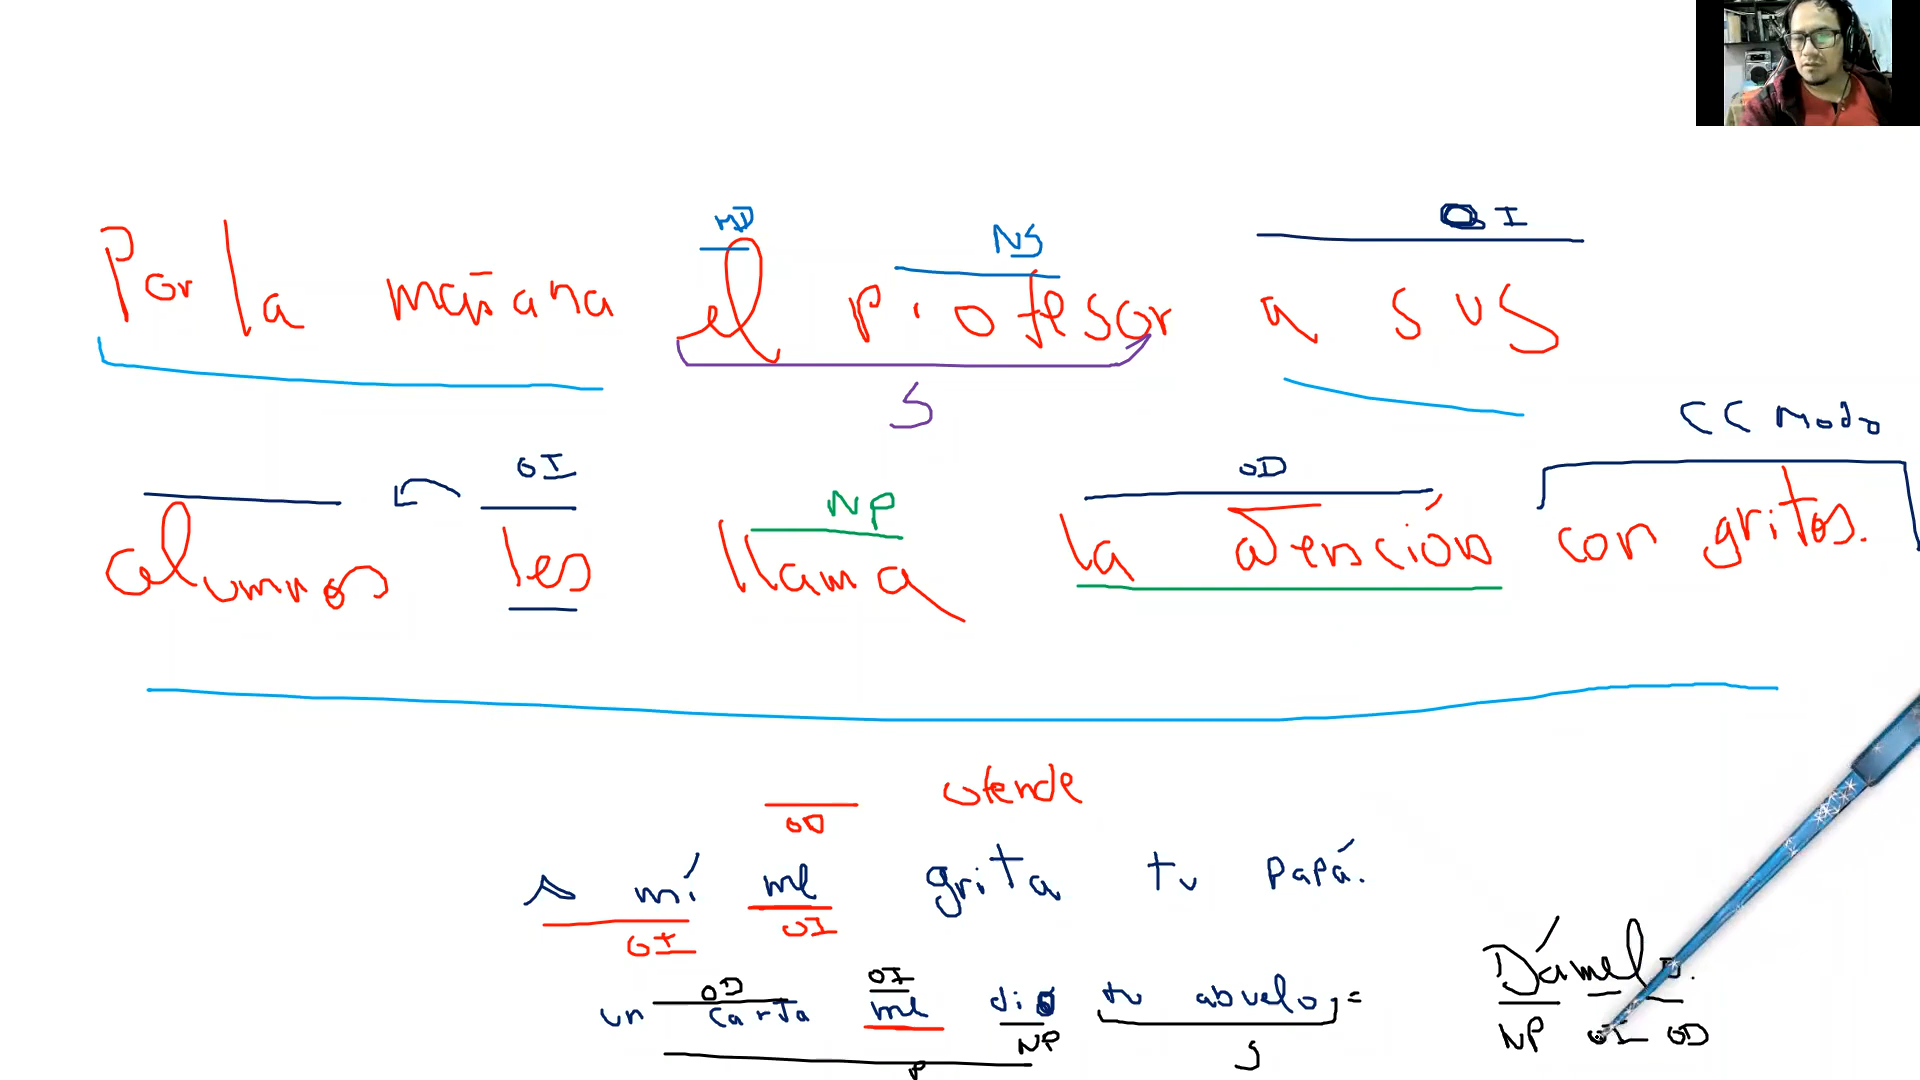 MD NS OI
Por la mañana el profesor a sus
S
CC Modo
OI NP OD
alumnos les llama la atención con gritos.
ofende
OD
A mí me grita tu papá.
OI OI
OD OI
un carta me dio tu abuelo = Dámelo.
NP S NP OI OD
P